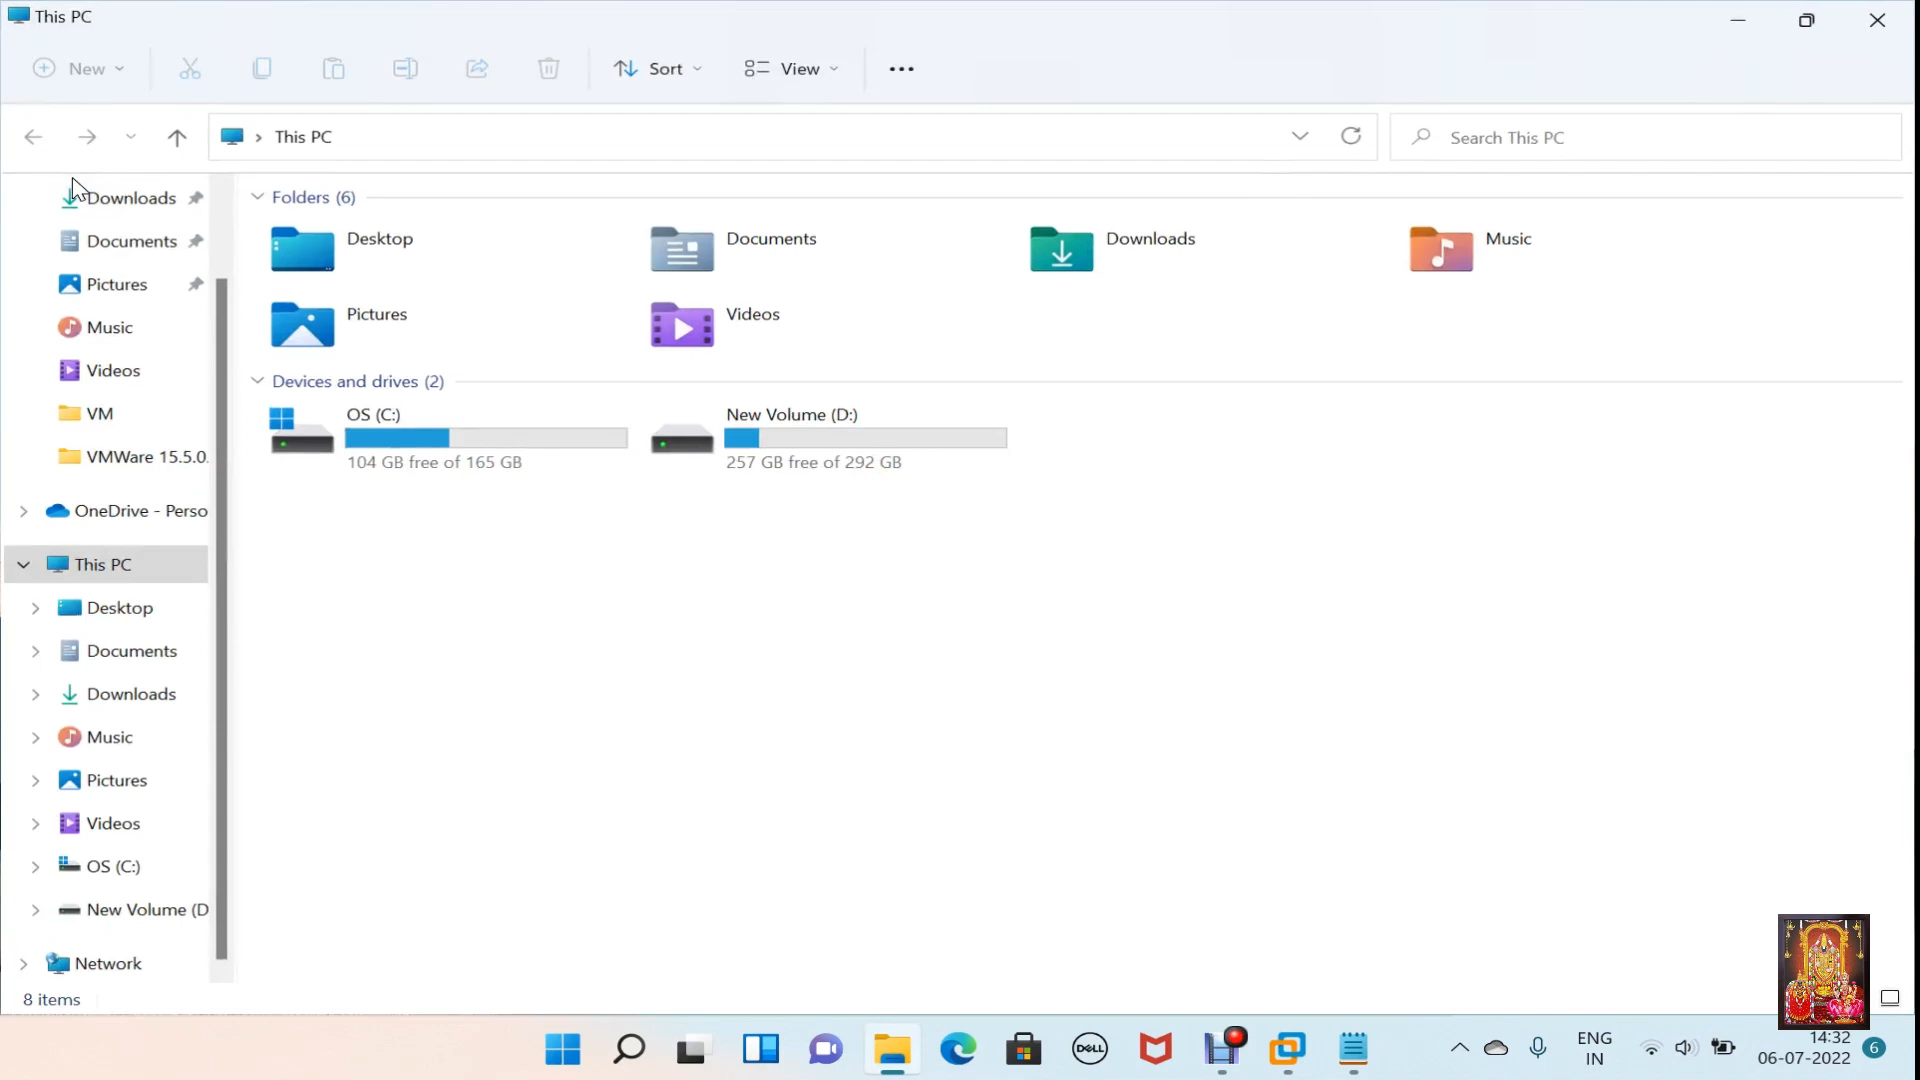 This PC
New
Sort
View
This PC
Search This PC
Downloads
Documents
Pictures
Music
Videos
VM
VMWare 15.5.0.
OneDrive - Perso
This PC
Desktop
Documents
Downloads
Music
Pictures
Videos
OS (C:)
New Volume (D
Network
Folders (6)
Desktop
Documents
Downloads
Music
Pictures
Videos
Devices and drives (2)
OS (C:)
104 GB free of 165 GB
New Volume (D:)
257 GB free of 292 GB
8 items
DELL
ENG
IN
14:32
06-07-2022
6